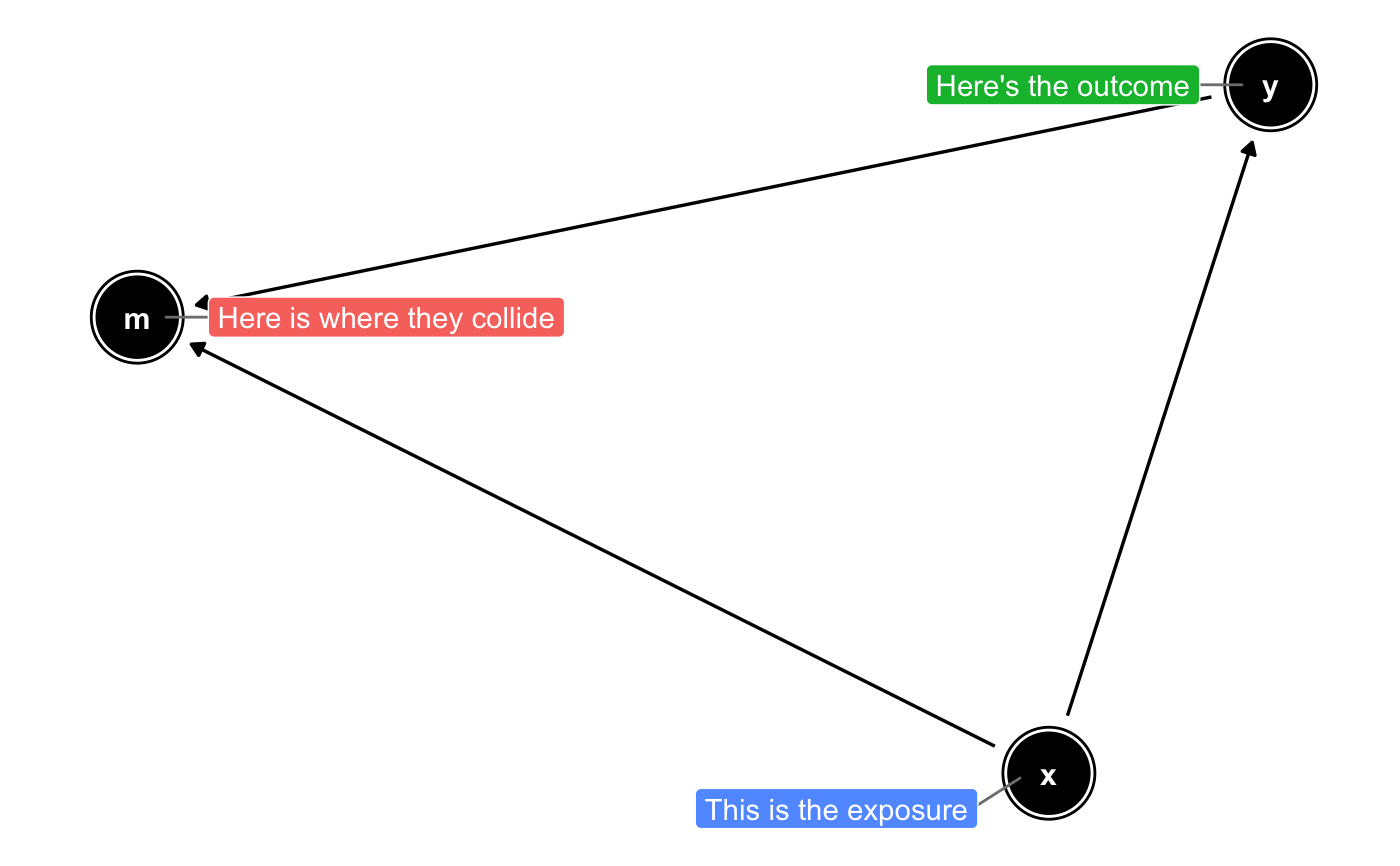 Here's the outcome
y
m
Here is where they collide
x
This is the exposure